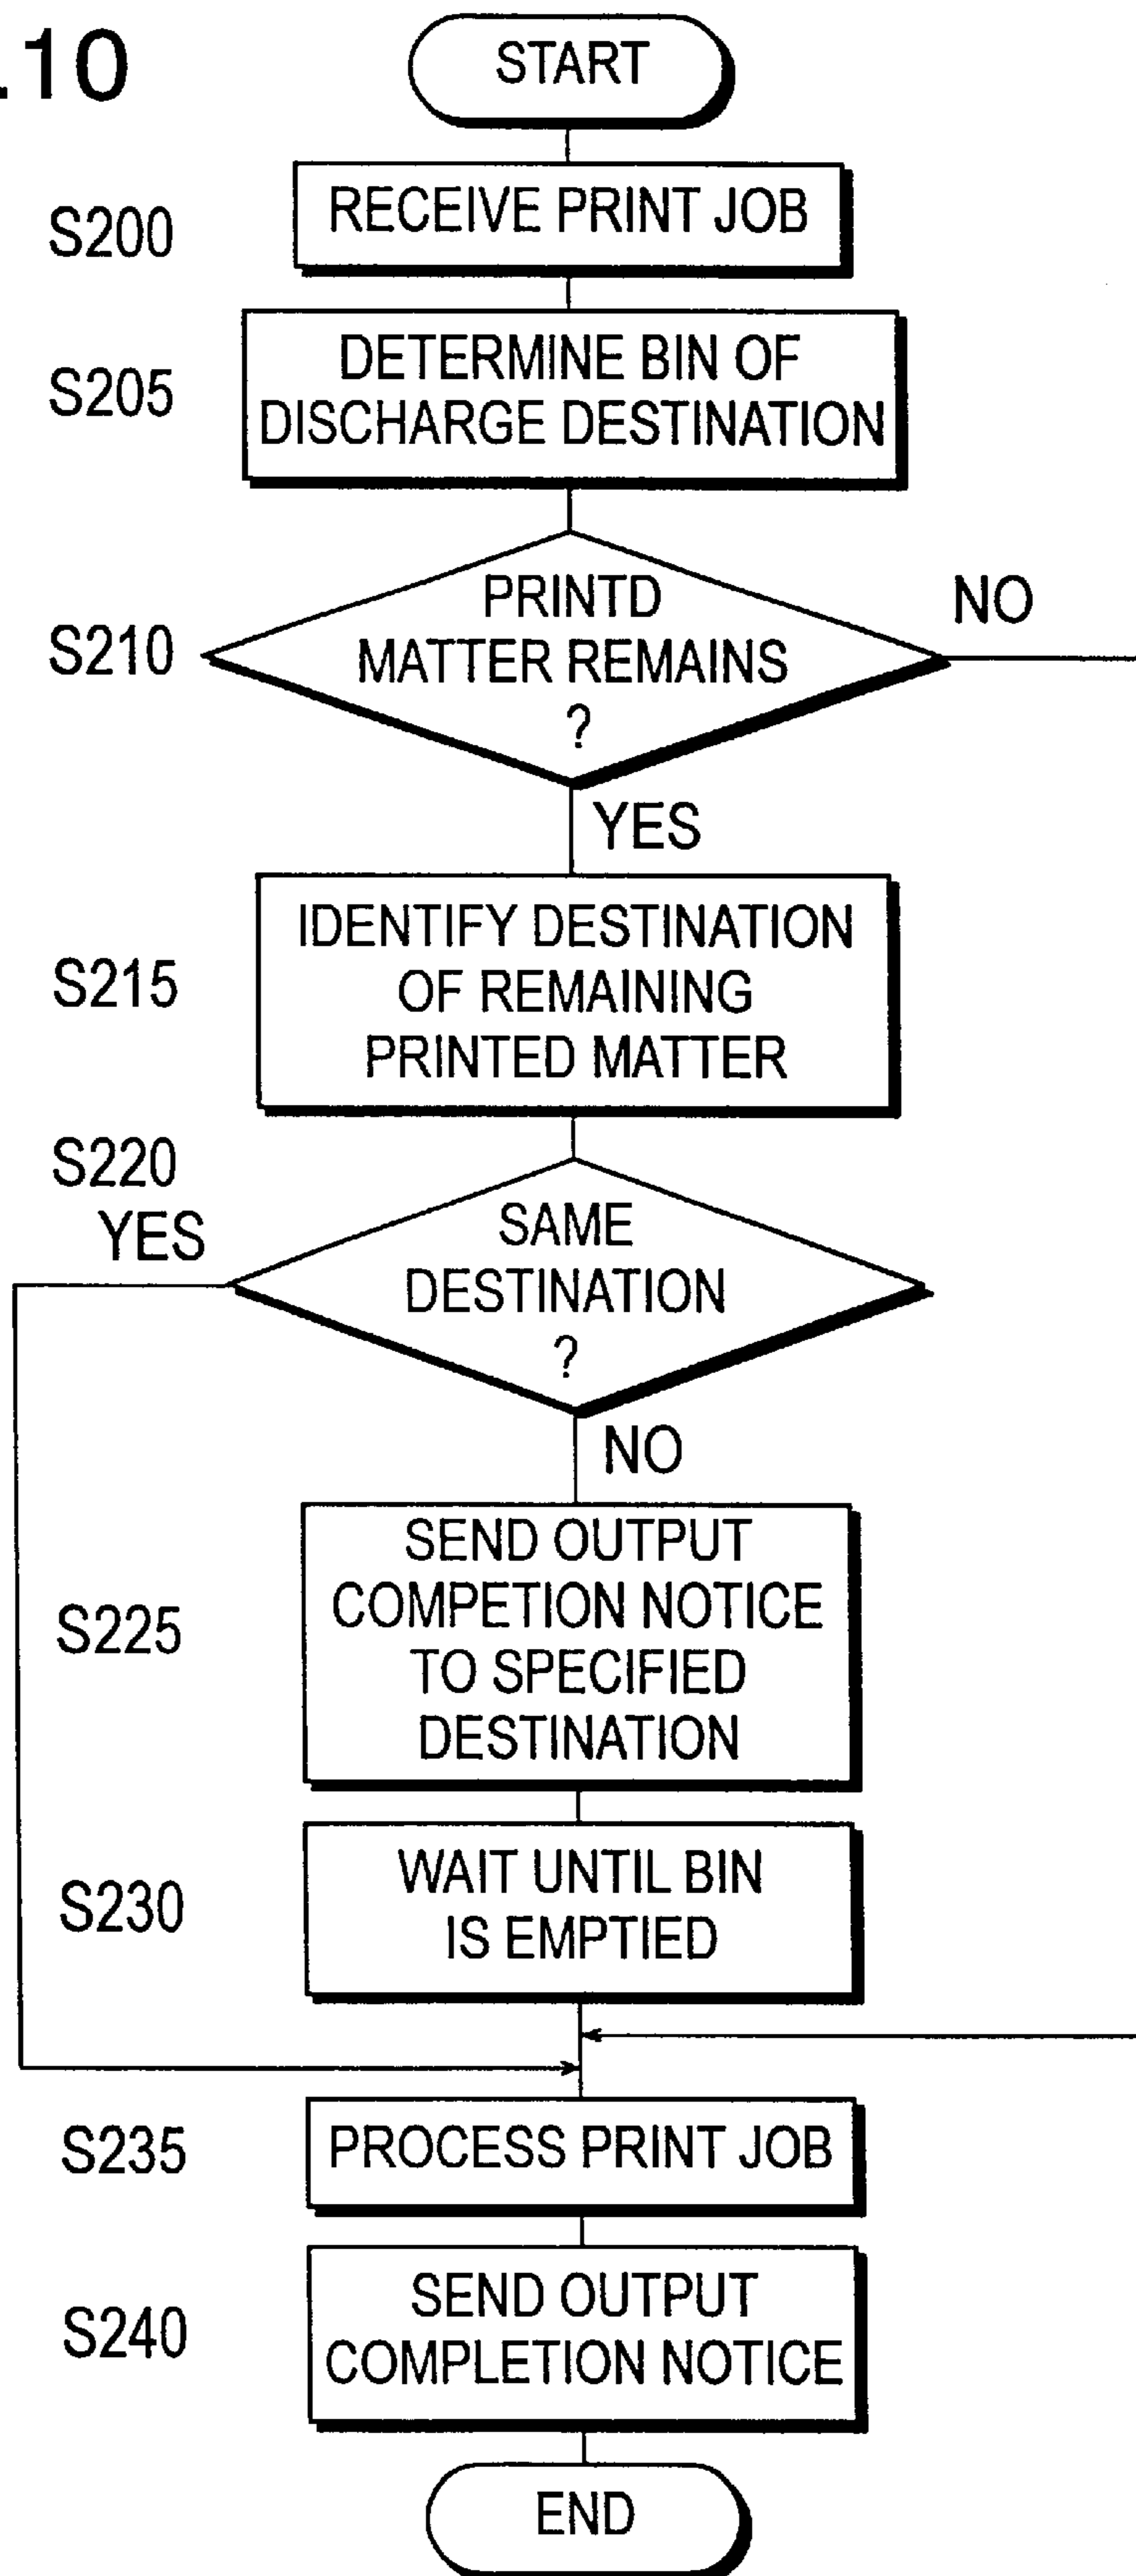 .10
START
S200
RECEIVE PRINT JOB
S205
DETERMINE BIN OF
DISCHARGE DESTINATION
S210
PRINTD
MATTER REMAINS
?
NO
YES
S215
IDENTIFY DESTINATION
OF REMAINING
PRINTED MATTER
S220
YES
SAME
DESTINATION
?
NO
S225
SEND OUTPUT
COMPETION NOTICE
TO SPECIFIED
DESTINATION
S230
WAIT UNTIL BIN
IS EMPTIED
S235
PROCESS PRINT JOB
S240
SEND OUTPUT
COMPLETION NOTICE
END